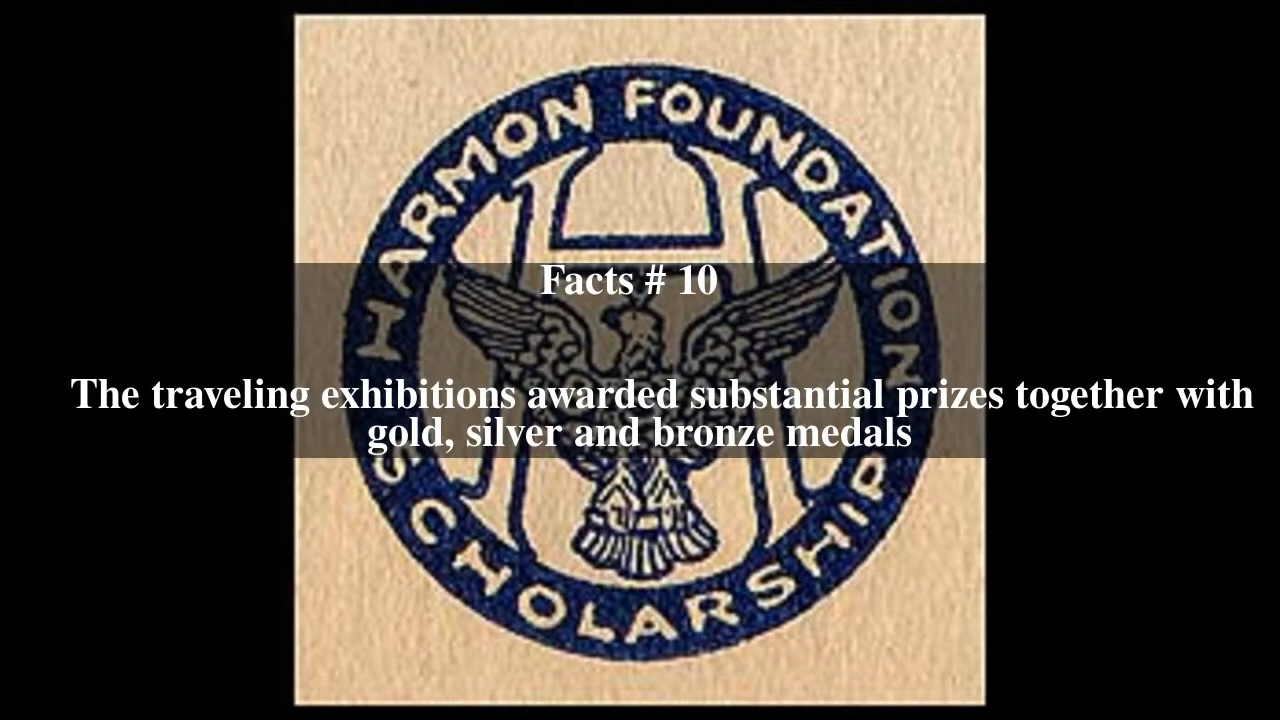 HARMON FOUNDATION
Facts # 10
The traveling exhibitions awarded substantial prizes together with
gold, silver and bronze medals
SCHOLARSHIP